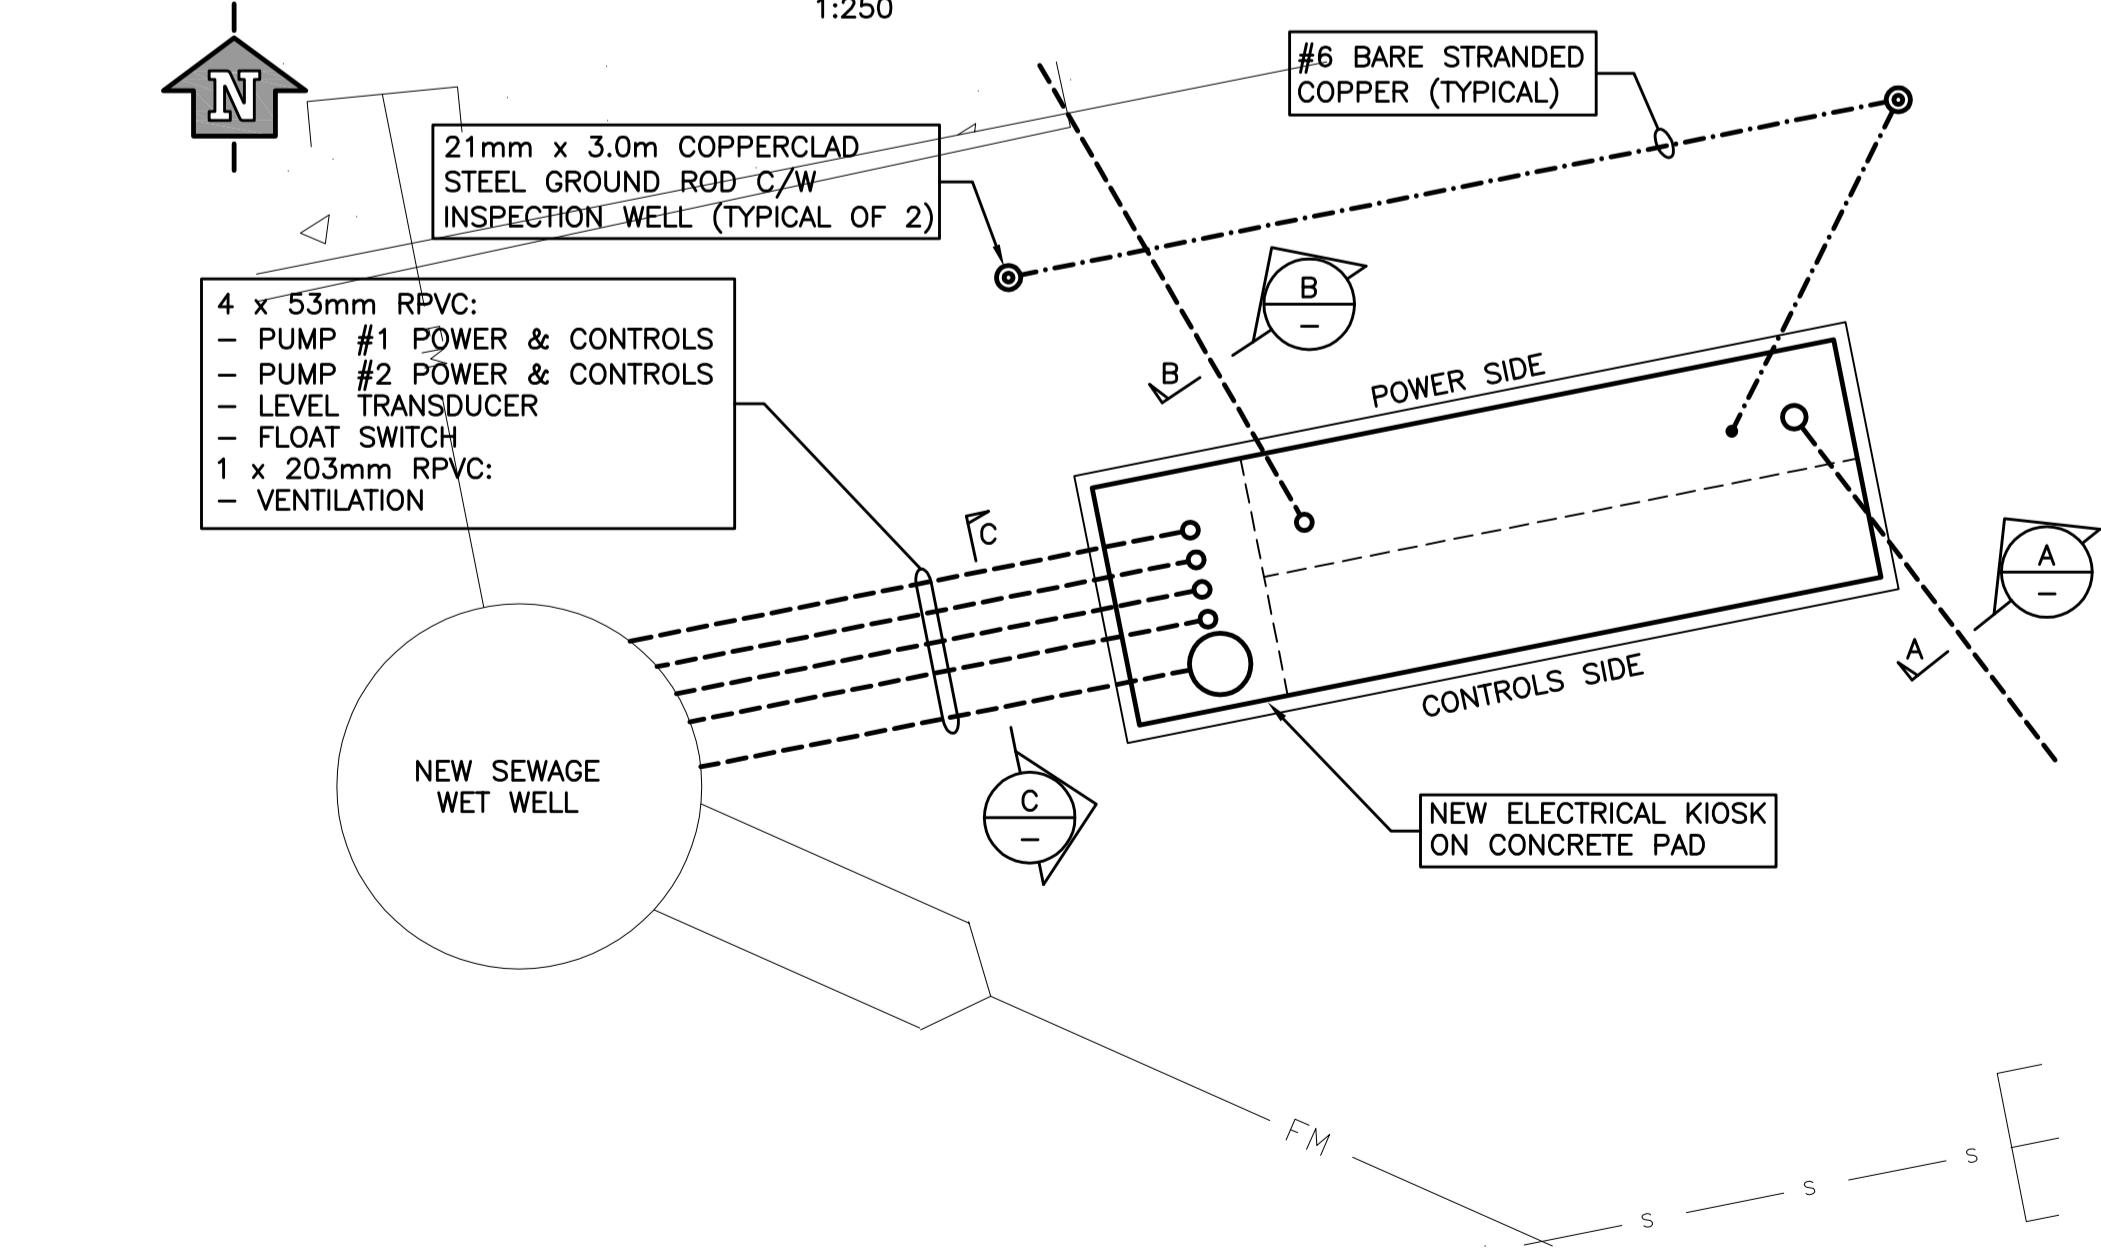 1:250
N
#6 BARE STRANDED
COPPER (TYPICAL)
21mm x 3.0m COPPERCLAD
STEEL GROUND ROD C/W
INSPECTION WELL (TYPICAL OF 2)
4 x 53mm RPVC:
- PUMP #1 POWER & CONTROLS
- PUMP #2 POWER & CONTROLS
- LEVEL TRANSDUCER
- FLOAT SWITCH
1 x 203mm RPVC:
- VENTILATION
B
-
B
POWER SIDE
C
A
-
A
CONTROLS SIDE
NEW SEWAGE
WET WELL
C
-
NEW ELECTRICAL KIOSK
ON CONCRETE PAD
FM
S
S
S